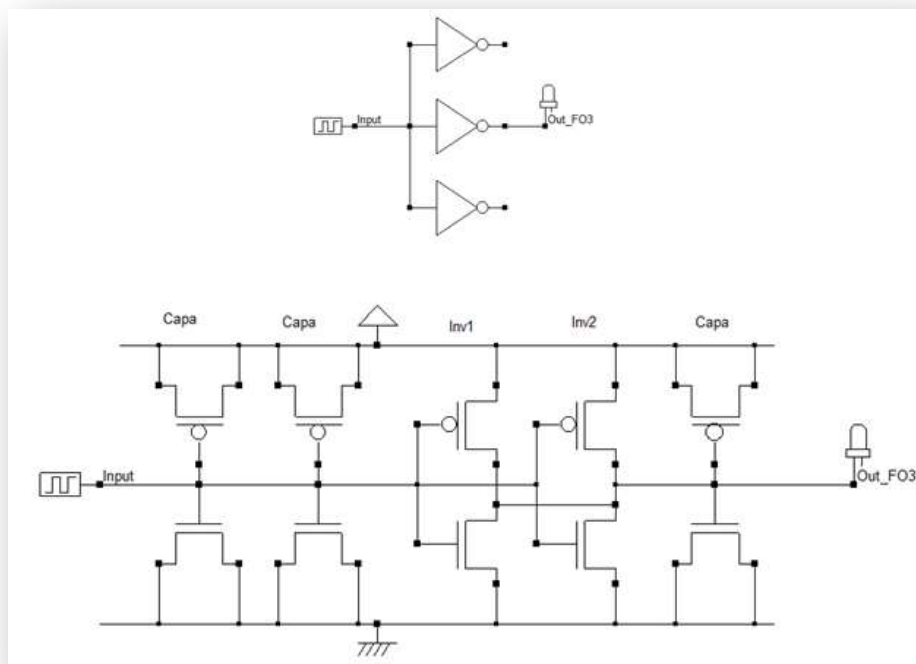 Input
Out_FO3
Capa
Capa
Inv1
Inv2
Capa
Input
Out_FO3